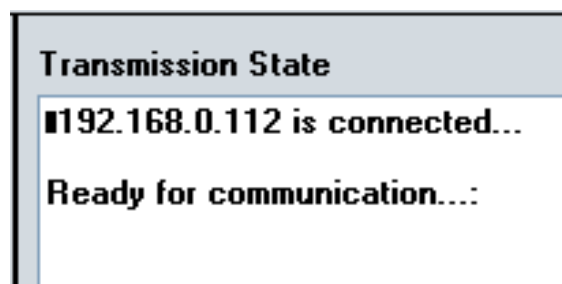 Transmission State
192.168.0.112 is connected...
Ready for communication...: